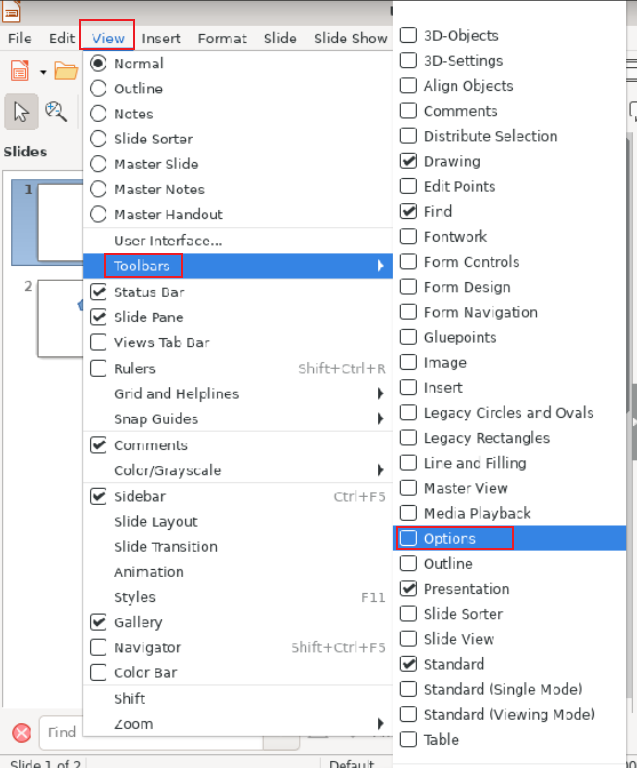 File Edit View Insert Format Slide Slide Show
Slides
1
2
Normal
Outline
Notes
Slide Sorter
Master Slide
Master Notes
Master Handout
User Interface...
Toolbars
Status Bar
Slide Pane
Views Tab Bar
Rulers Shift+Ctrl+R
Grid and Helplines
Snap Guides
Comments
Color/Grayscale
Sidebar Ctrl+F5
Slide Layout
Slide Transition
Animation
Styles F11
Gallery
Navigator Shift+Ctrl+F5
Color Bar
Shift
Zoom
3D-Objects
3D-Settings
Align Objects
Comments
Distribute Selection
Drawing
Edit Points
Find
Fontwork
Form Controls
Form Design
Form Navigation
Gluepoints
Image
Insert
Legacy Circles and Ovals
Legacy Rectangles
Line and Filling
Master View
Media Playback
Options
Outline
Presentation
Slide Sorter
Slide View
Standard
Standard (Single Mode)
Standard (Viewing Mode)
Table
Find
Slide 1 of 2 Default